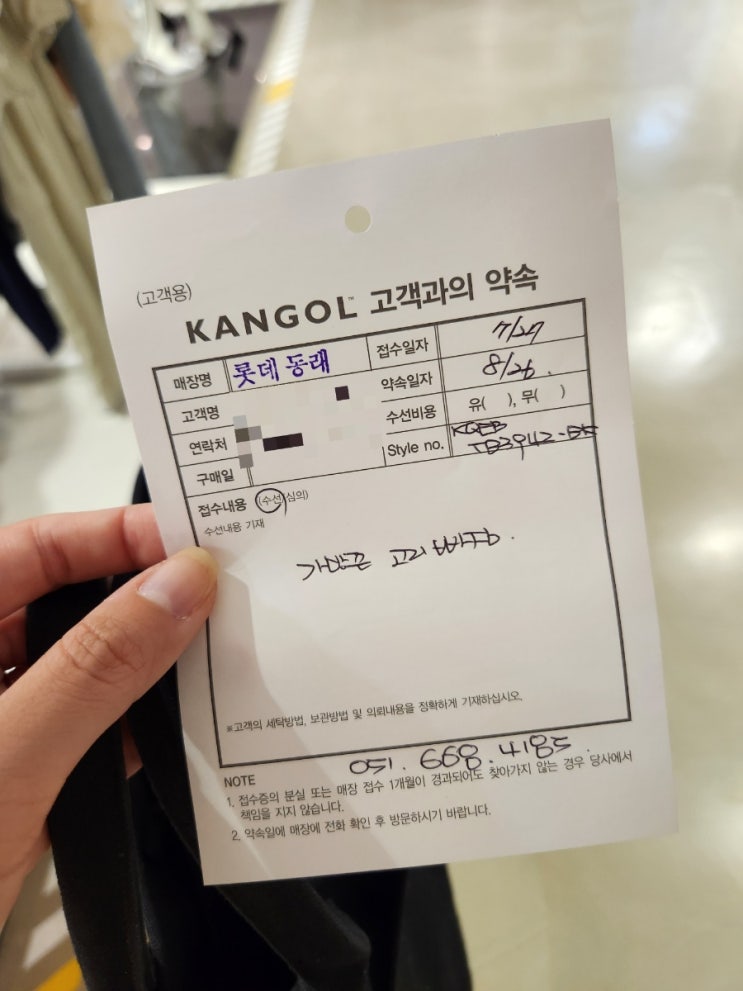 (고객용)
KANGOL™ 고객과의 약속
매장명 롯데 동래 접수일자 7/27
고객명 약속일자 8/26.
연락처 수선비용 유( ), 무( )
구매일 Style no.
접수내용 (수선/심의)
수선내용 기재
가방끈 고리 빠짐.
※고객의 세탁방법, 보관방법 및 의뢰내용을 정확하게 기재하십시오.
051. 668. 4185.
NOTE
1. 접수증의 분실 또는 매장 접수 1개월이 경과되어도 찾아가지 않는 경우 당사에서
책임을 지지 않습니다.
2. 약속일에 매장에 전화 확인 후 방문하시기 바랍니다.